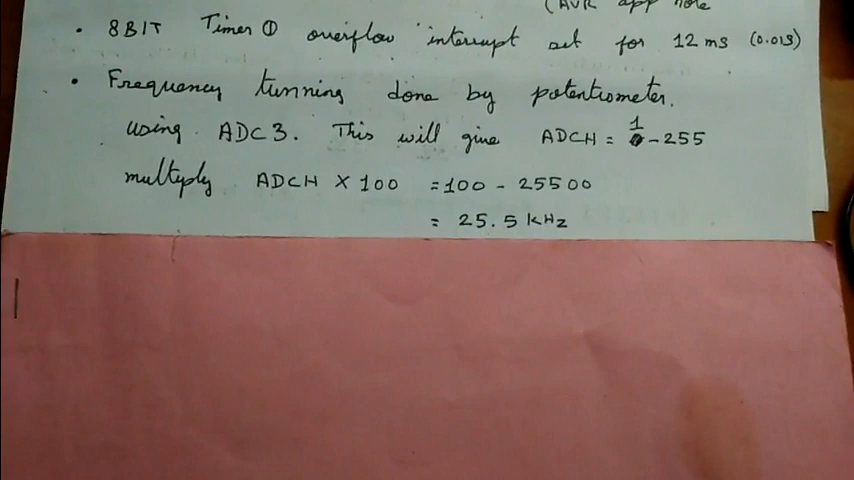 (AVR app note
• 8BIT Timer ① overflow interrupt set for 12 ms (0.013)
• Frequency tunning done by potentiometer.
using ADC3. This will give ADCH = 1 - 255
multiply ADCH X 100 = 100 - 25500
= 25.5 kHz